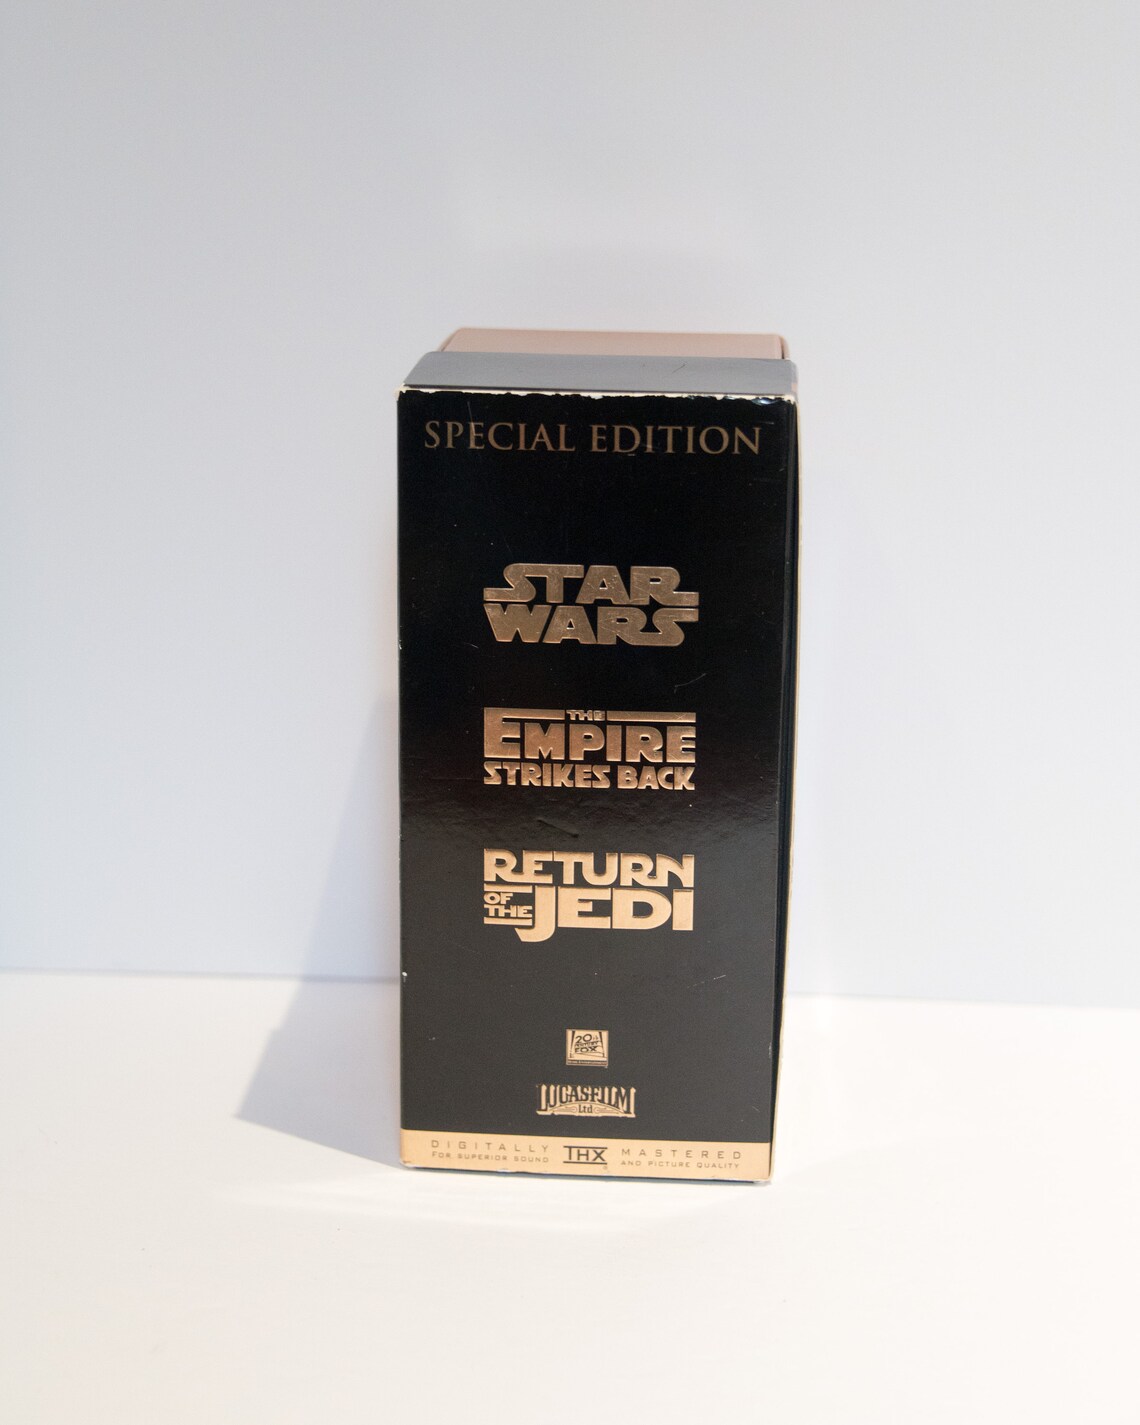 SPECIAL EDITION
STAR
WARS
THE
EMPIRE
STRIKES BACK
RETURN
OF THE JEDI
20th
CENTURY
FOX
LUCASFILM
Ltd
DIGITALLY THX MASTERED
FOR SUPERIOR SOUND AND PICTURE QUALITY